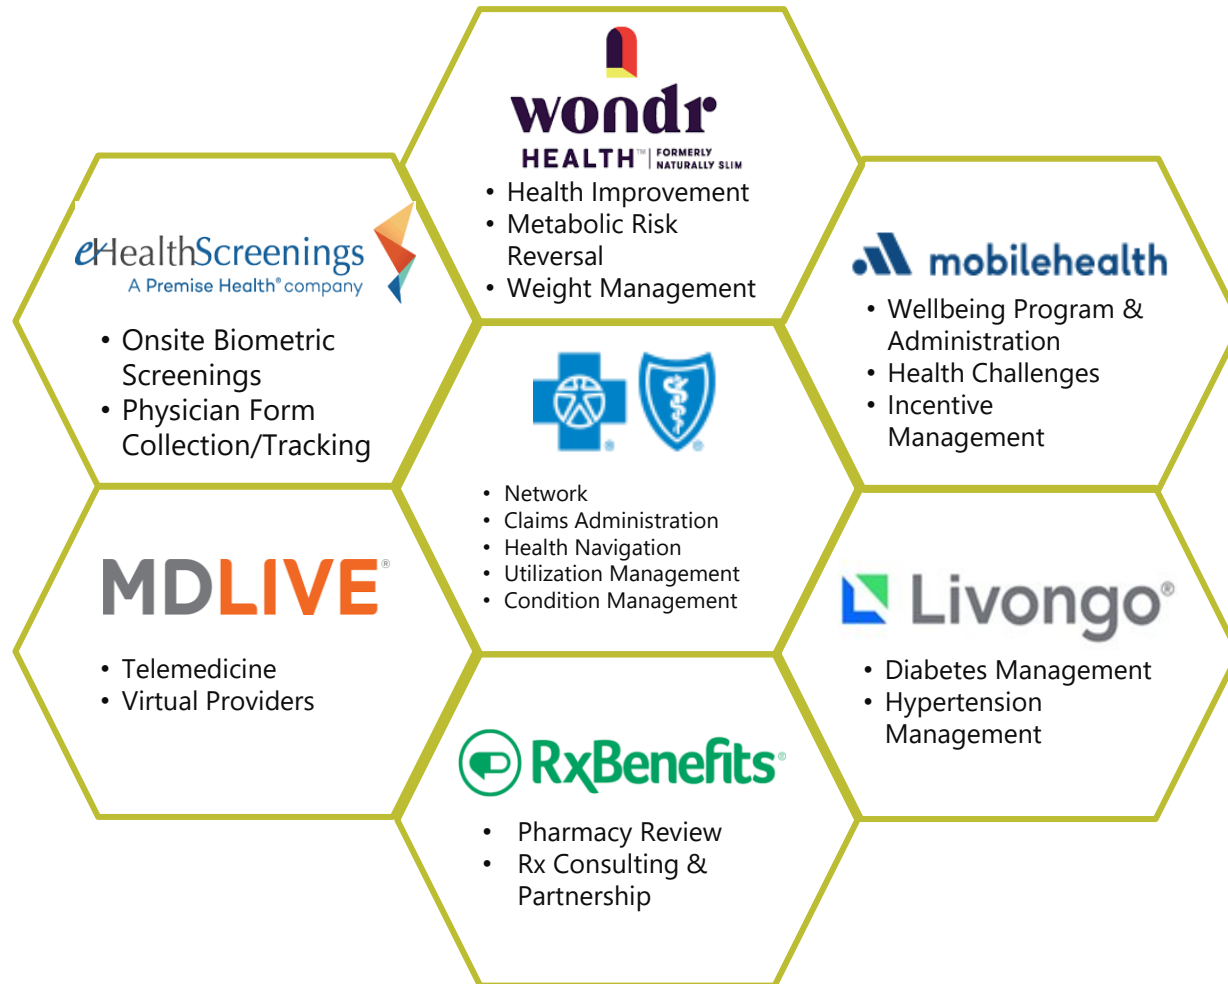 wondr
HEALTH™ | FORMERLY
NATURALLY SLIM
• Health Improvement
• Metabolic Risk
Reversal
• Weight Management
eHealthScreenings
A Premise Health® company
• Onsite Biometric
Screenings
• Physician Form
Collection/Tracking
mobilehealth
• Wellbeing Program &
Administration
• Health Challenges
• Incentive
Management
® ®
• Network
• Claims Administration
• Health Navigation
• Utilization Management
• Condition Management
MDLIVE®
• Telemedicine
• Virtual Providers
Livongo®
• Diabetes Management
• Hypertension
Management
RxBenefits®
• Pharmacy Review
• Rx Consulting &
Partnership